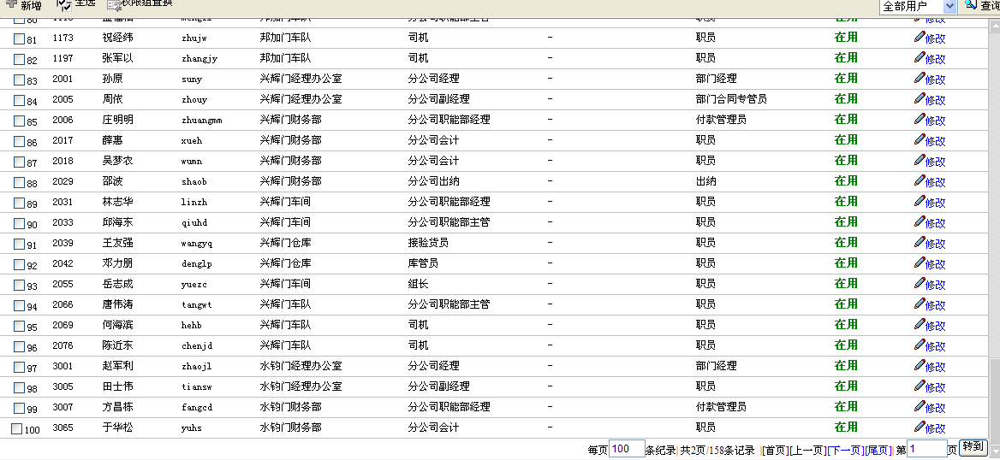 新增 全选 权限组置换 全部用户 查询
80
81 1173 祝经纬 zhujw 邦加门车队 司机 - 职员 在用 修改
82 1197 张军以 zhangjy 邦加门车队 司机 - 职员 在用 修改
83 2001 孙原 suny 兴辉门经理办公室 分公司经理 - 部门经理 在用 修改
84 2005 周依 zhouy 兴辉门经理办公室 分公司副经理 - 部门合同专管员 在用 修改
85 2006 庄明明 zhuangmm 兴辉门财务部 分公司职能部经理 - 付款管理员 在用 修改
86 2017 薛惠 xueh 兴辉门财务部 分公司会计 - 职员 在用 修改
87 2018 吴梦农 wumn 兴辉门财务部 分公司会计 - 职员 在用 修改
88 2029 邵波 shaob 兴辉门财务部 分公司出纳 - 出纳 在用 修改
89 2031 林志华 linzh 兴辉门车间 分公司职能部经理 - 职员 在用 修改
90 2033 邱海东 qiuhd 兴辉门车间 分公司职能部主管 - 职员 在用 修改
91 2039 王友强 wangyq 兴辉门仓库 接验货员 - 职员 在用 修改
92 2042 邓力朋 denglp 兴辉门仓库 库管员 - 职员 在用 修改
93 2055 岳志成 yuezc 兴辉门车间 组长 - 职员 在用 修改
94 2066 唐伟涛 tangwt 兴辉门车队 分公司职能部主管 - 职员 在用 修改
95 2069 何海滨 hehb 兴辉门车队 司机 - 职员 在用 修改
96 2076 陈近东 chenjd 兴辉门车队 司机 - 职员 在用 修改
97 3001 赵军利 zhaojl 水钧门经理办公室 分公司经理 - 部门经理 在用 修改
98 3005 田士伟 tiansw 水钧门经理办公室 分公司副经理 - 职员 在用 修改
99 3007 方昌栋 fangcd 水钧门财务部 分公司职能部经理 - 付款管理员 在用 修改
100 3065 于华松 yuhs 水钧门财务部 分公司会计 - 职员 在用 修改
每页 100 条纪录| 共2页/158条记录 |[首页][上一页][下一页][尾页]| 第 1 页 转到